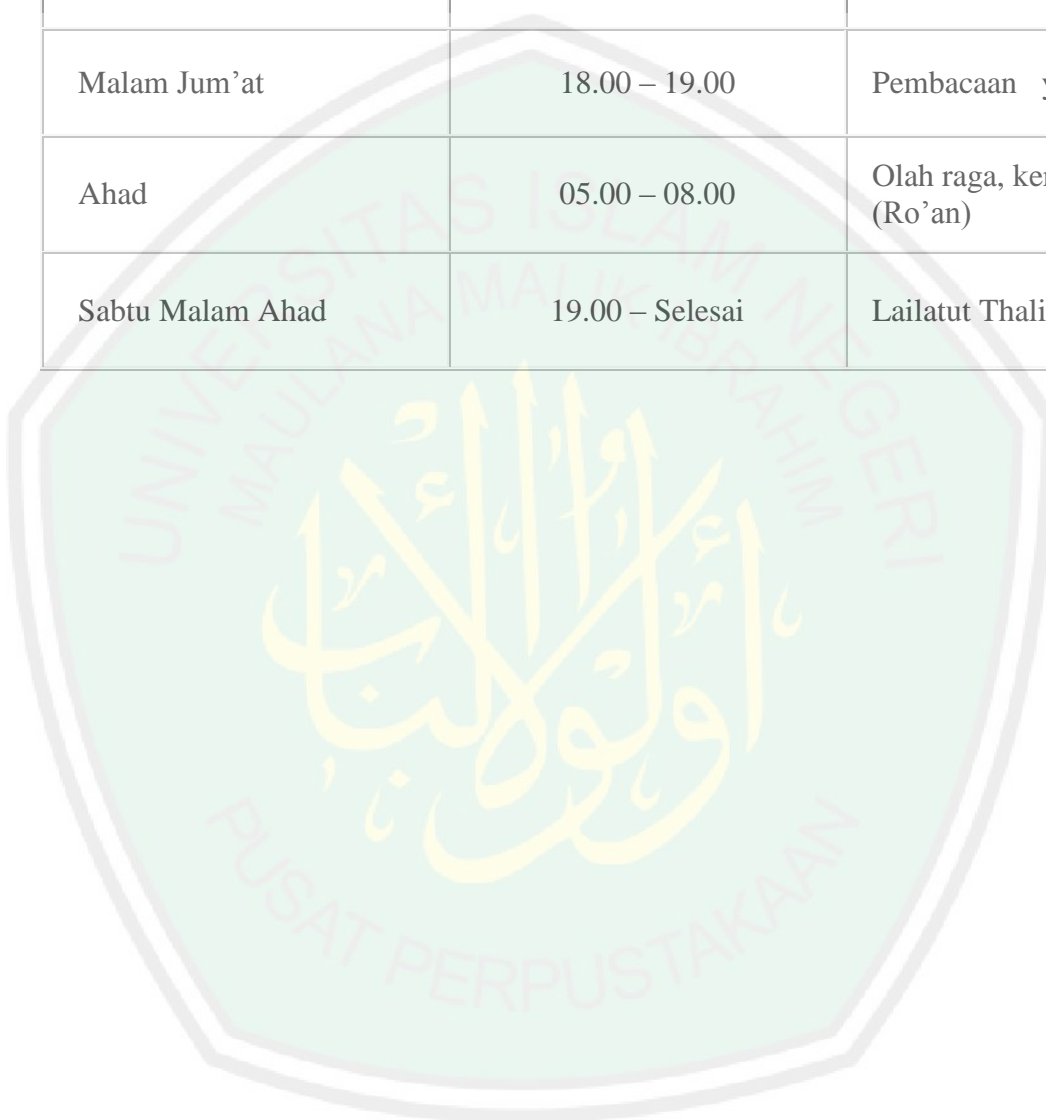 Malam Jum’at 18.00 – 19.00 Pembacaan
Ahad 05.00 – 08.00 Olah raga,
(Ro’an)
Sabtu Malam Ahad 19.00 – Selesai Lailatut
UNIVERSITAS ISLAM NEGERI
MAULANA MALIK IBRAHIM
PUSAT PERPUSTAKAAN